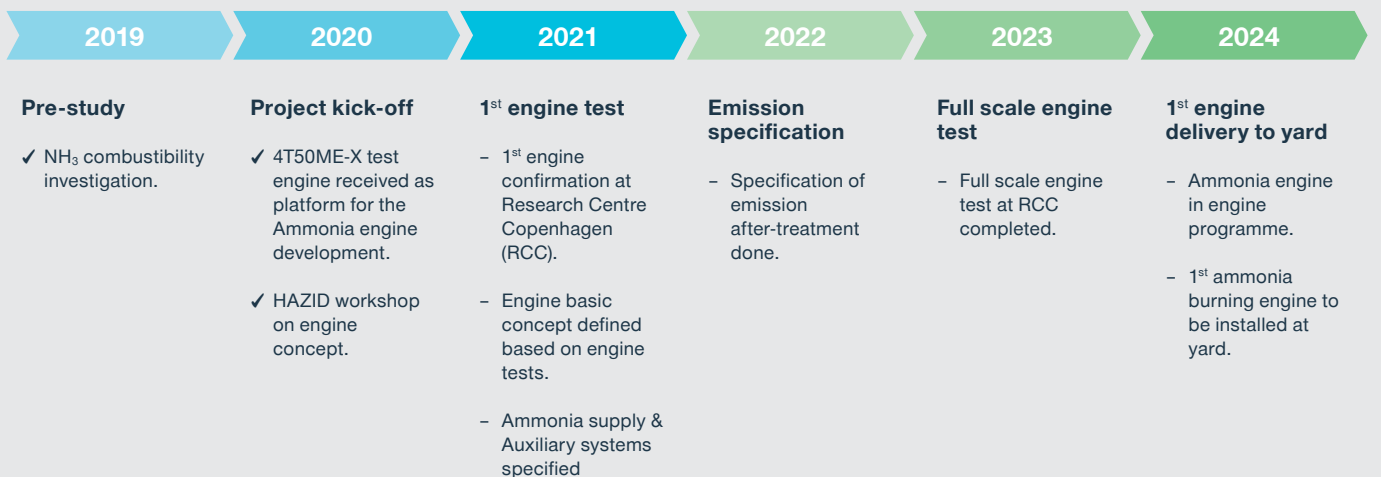 2019
2020
2021
2022
2023
2024
Pre-study
✓ NH₃ combustibility
investigation.
Project kick-off
✓ 4T50ME-X test
engine received as
platform for the
Ammonia engine
development.
✓ HAZID workshop
on engine
concept.
1st engine test
– 1st engine
confirmation at
Research Centre
Copenhagen
(RCC).
– Engine basic
concept defined
based on engine
tests.
– Ammonia supply &
Auxiliary systems
specified
Emission
specification
– Specification of
emission
after-treatment
done.
Full scale engine
test
– Full scale engine
test at RCC
completed.
1st engine
delivery to yard
– Ammonia engine
in engine
programme.
– 1st ammonia
burning engine to
be installed at
yard.